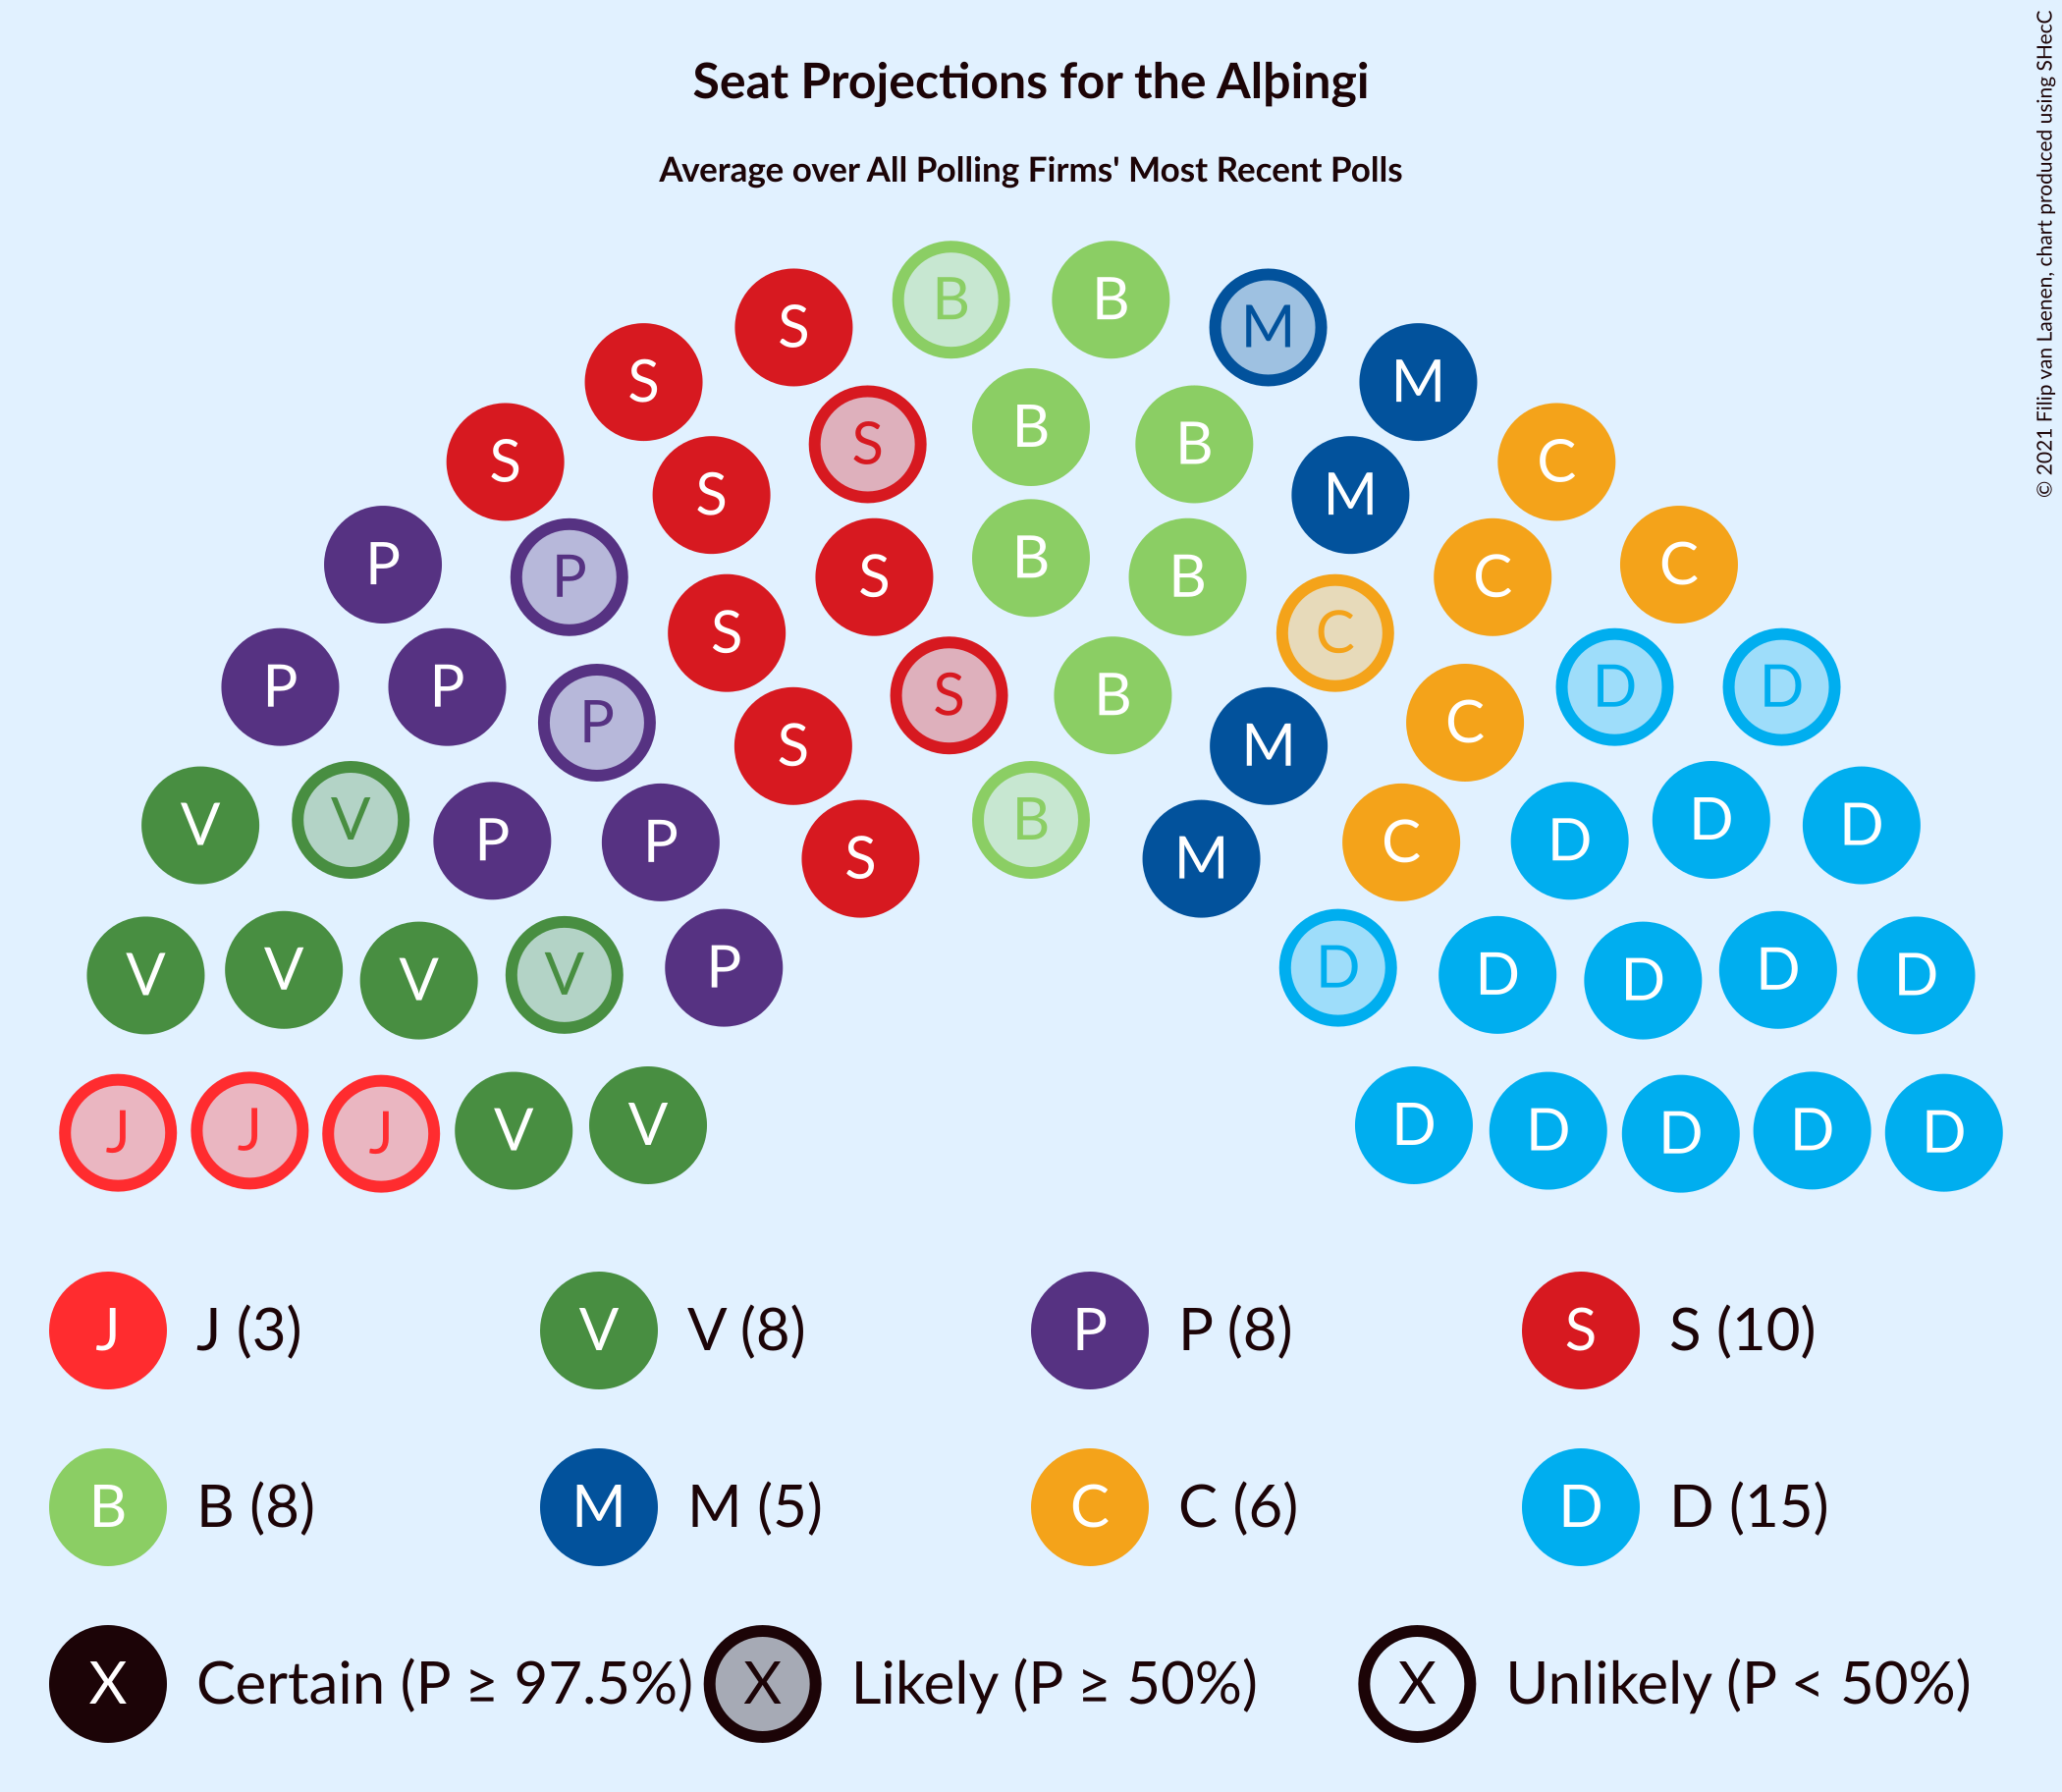 Seat Projections for the Alþingi
Average over All Polling Firms' Most Recent Polls
© 2021 Filip van Laenen, chart produced using SHecC
S B B M
S M
S B B
S C
S M
P P S B B C C
S C
P P S B D D
P C
S M
V V P P B C D D D
S M
V V V V P D D D D D
J J J V V D D D D D
J J (3) V V (8) P P (8) S S (10)
B B (8) M M (5) C C (6) D D (15)
X Certain (P ≥ 97.5%) X Likely (P ≥ 50%) X Unlikely (P < 50%)